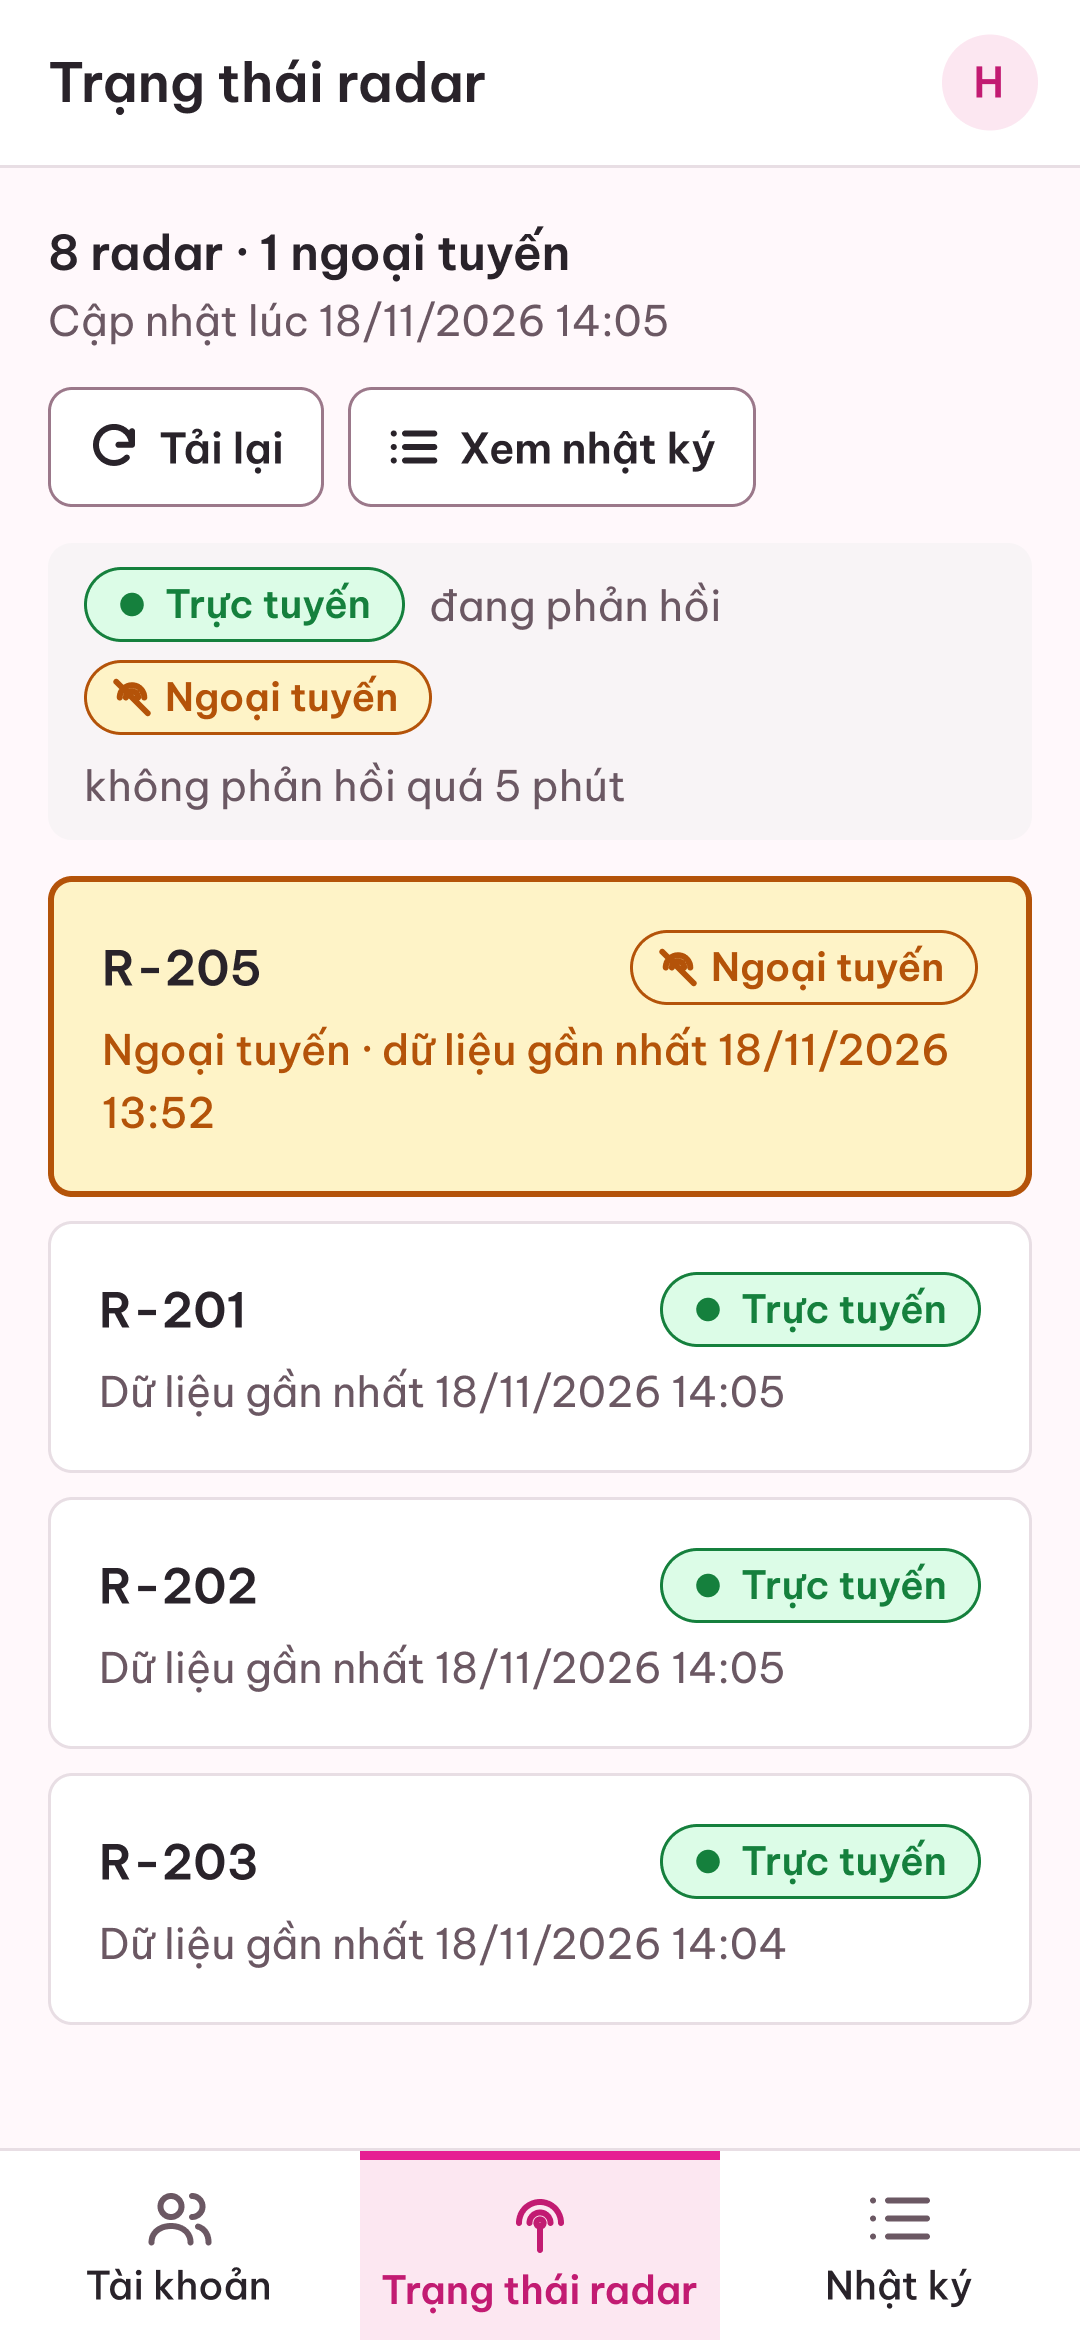 Trạng thái radar
H
8 radar · 1 ngoại tuyến
Cập nhật lúc 18/11/2026 14:05
Tải lại
Xem nhật ký
Trực tuyến đang phản hồi
Ngoại tuyến
không phản hồi quá 5 phút
R-205
Ngoại tuyến
Ngoại tuyến · dữ liệu gần nhất 18/11/2026
13:52
R-201
Trực tuyến
Dữ liệu gần nhất 18/11/2026 14:05
R-202
Trực tuyến
Dữ liệu gần nhất 18/11/2026 14:05
R-203
Trực tuyến
Dữ liệu gần nhất 18/11/2026 14:04
Tài khoản
Trạng thái radar
Nhật ký